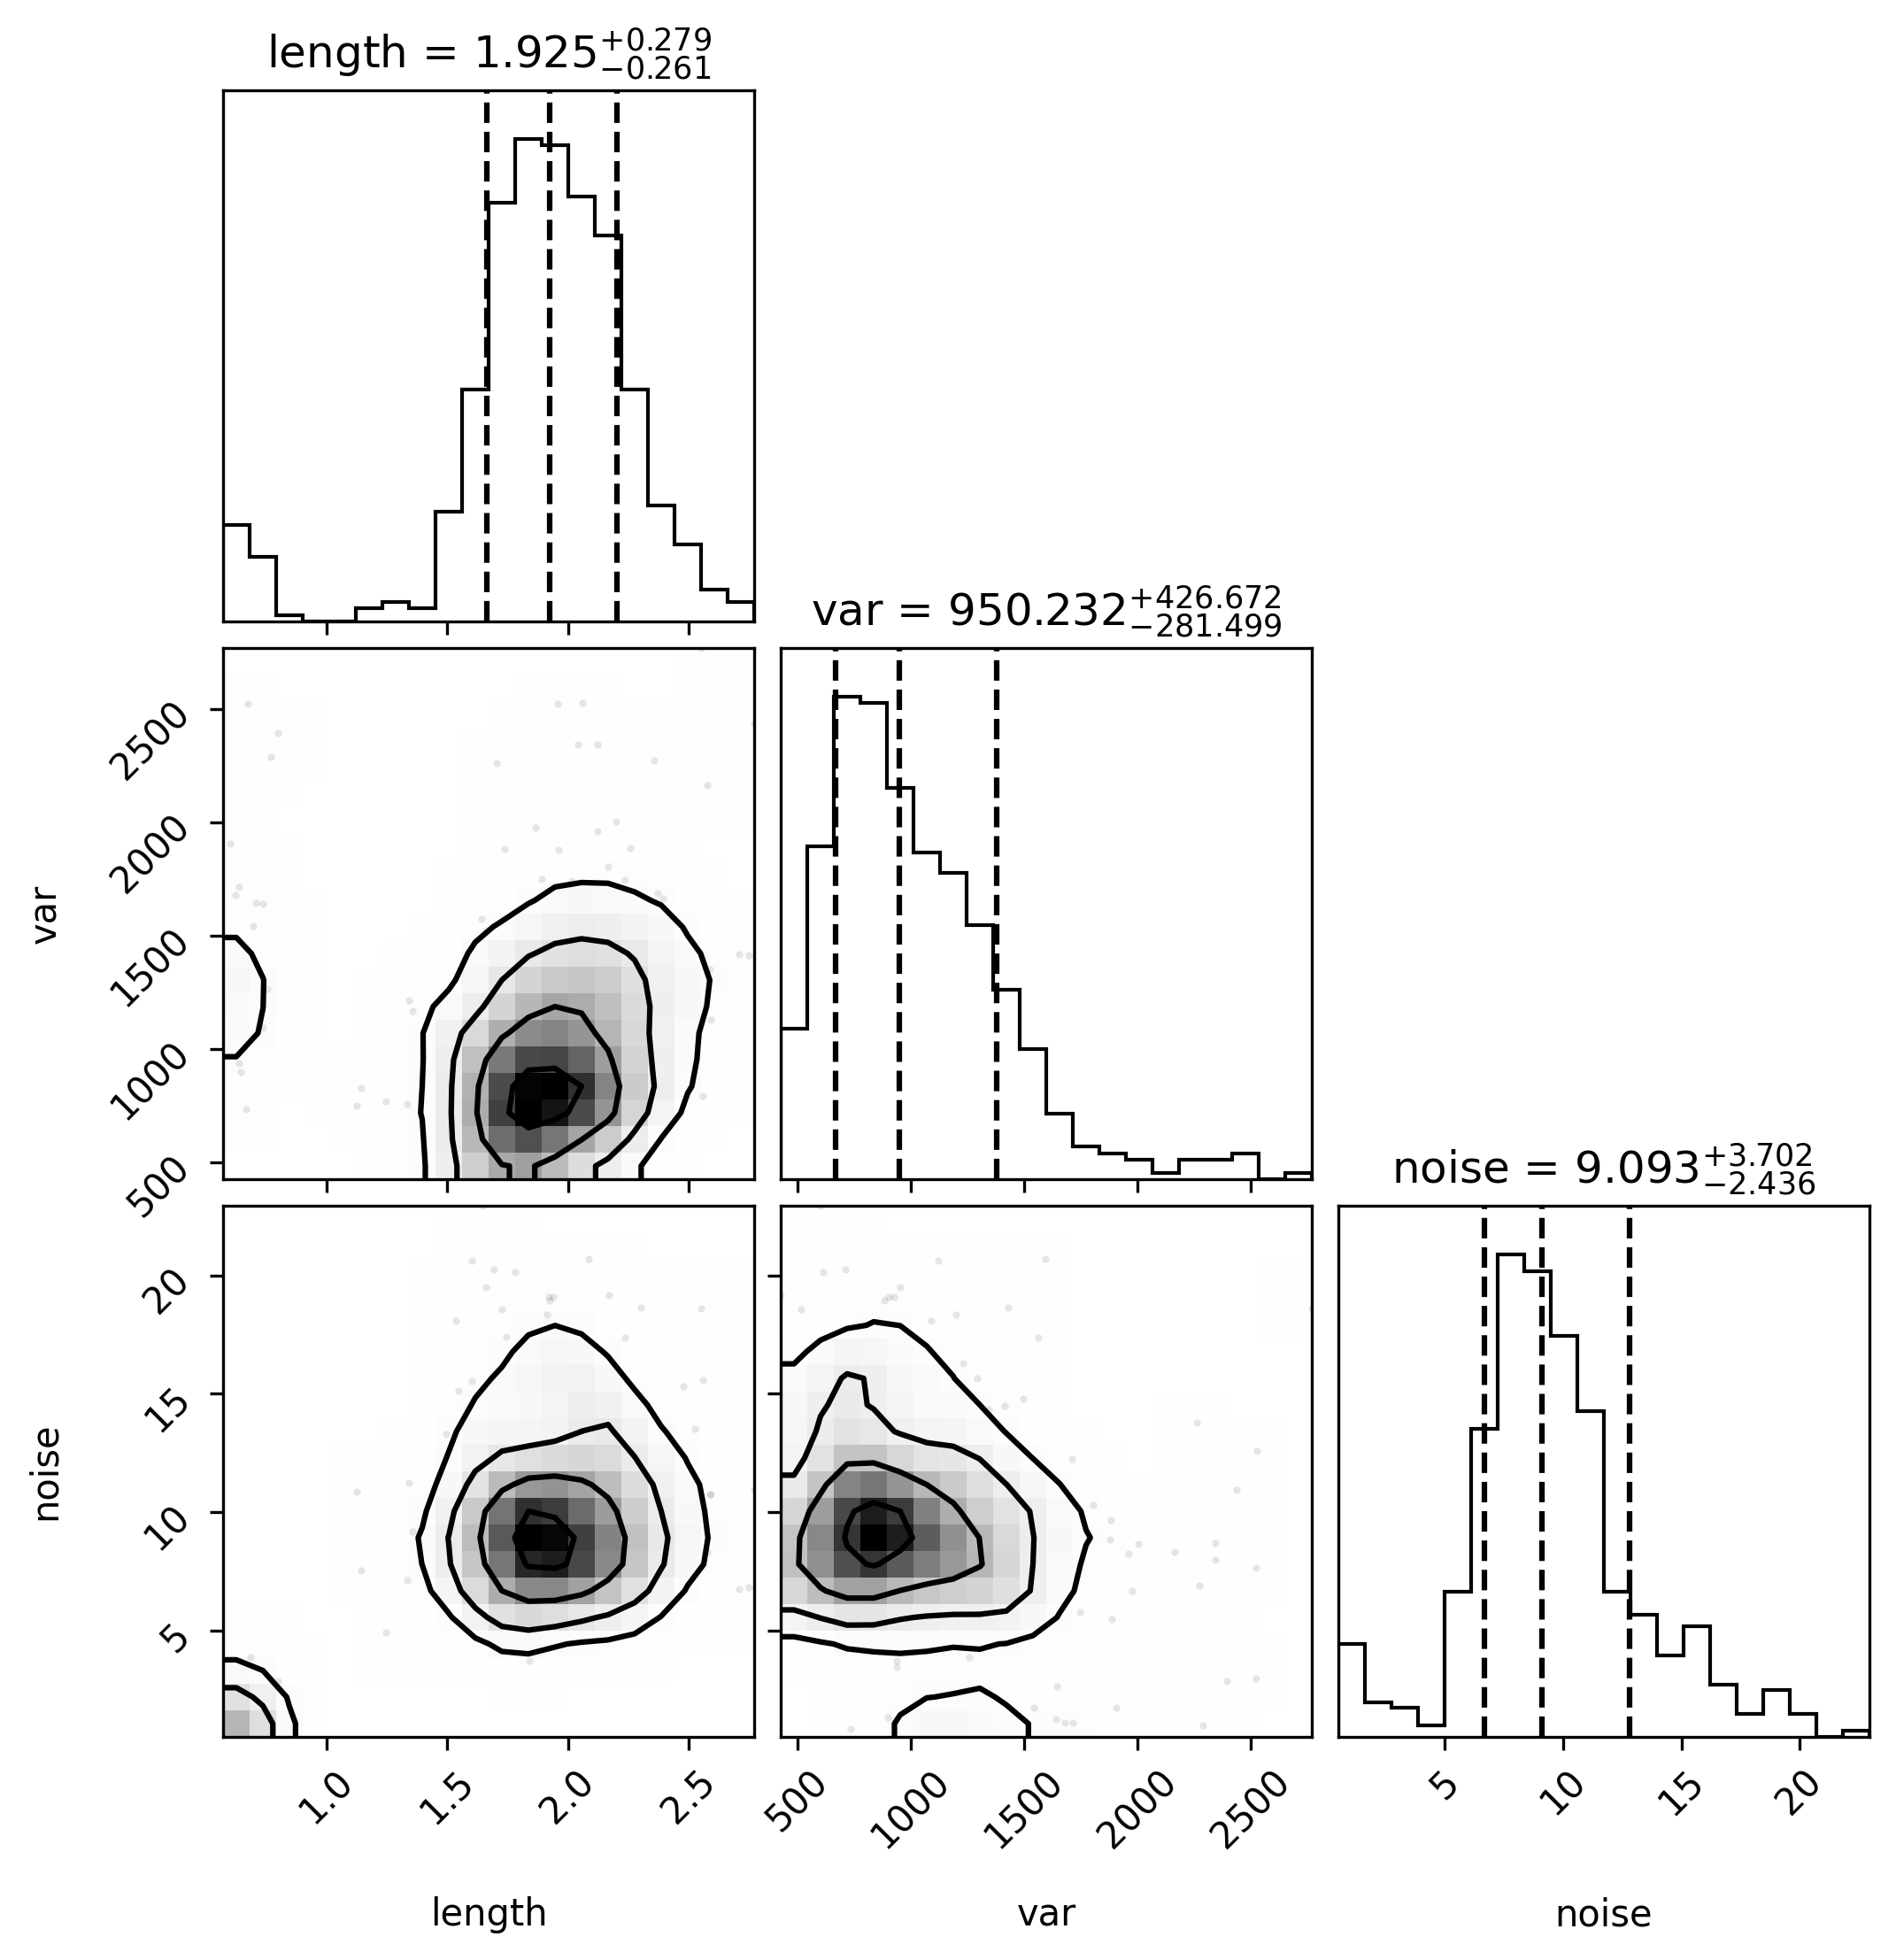 length = 1.925 +0.279 −0.261
var = 950.232 +426.672 −281.499
2500
2000
1500
1000
500
var
noise = 9.093 +3.702 −2.436
20
15
10
5
noise
1.0 1.5 2.0 2.5
500 1000 1500 2000 2500
5 10 15 20
length var noise